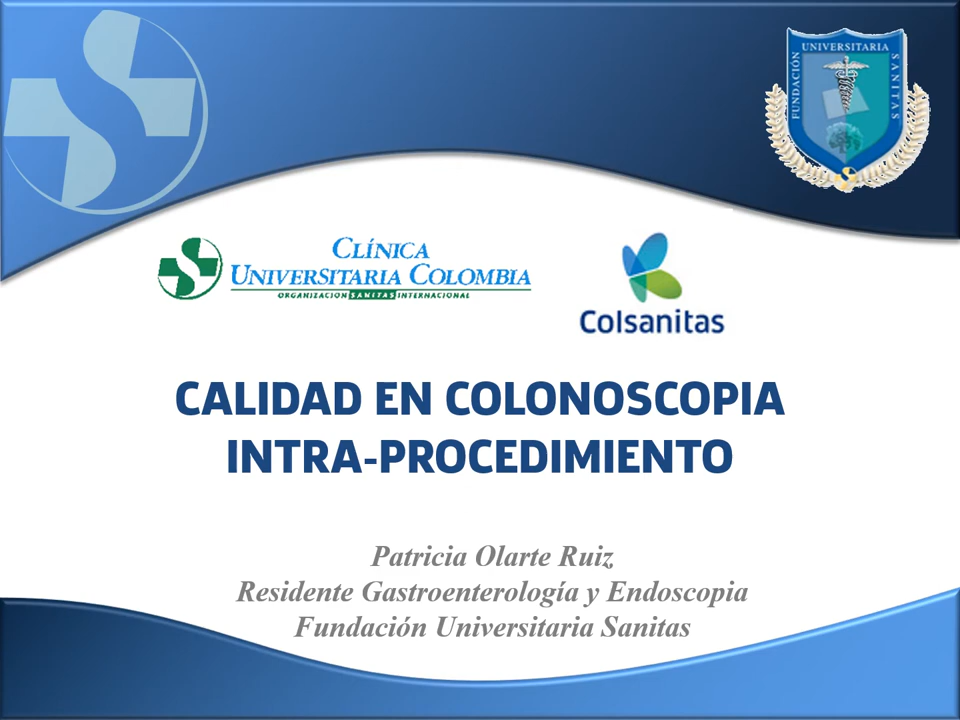 FUNDACIÓN UNIVERSITARIA SANITAS
CLÍNICA
UNIVERSITARIA COLOMBIA
ORGANIZACIÓN SANITAS INTERNACIONAL
Colsanitas
CALIDAD EN COLONOSCOPIA
INTRA-PROCEDIMIENTO
Patricia Olarte Ruiz
Residente Gastroenterología y Endoscopia
Fundación Universitaria Sanitas